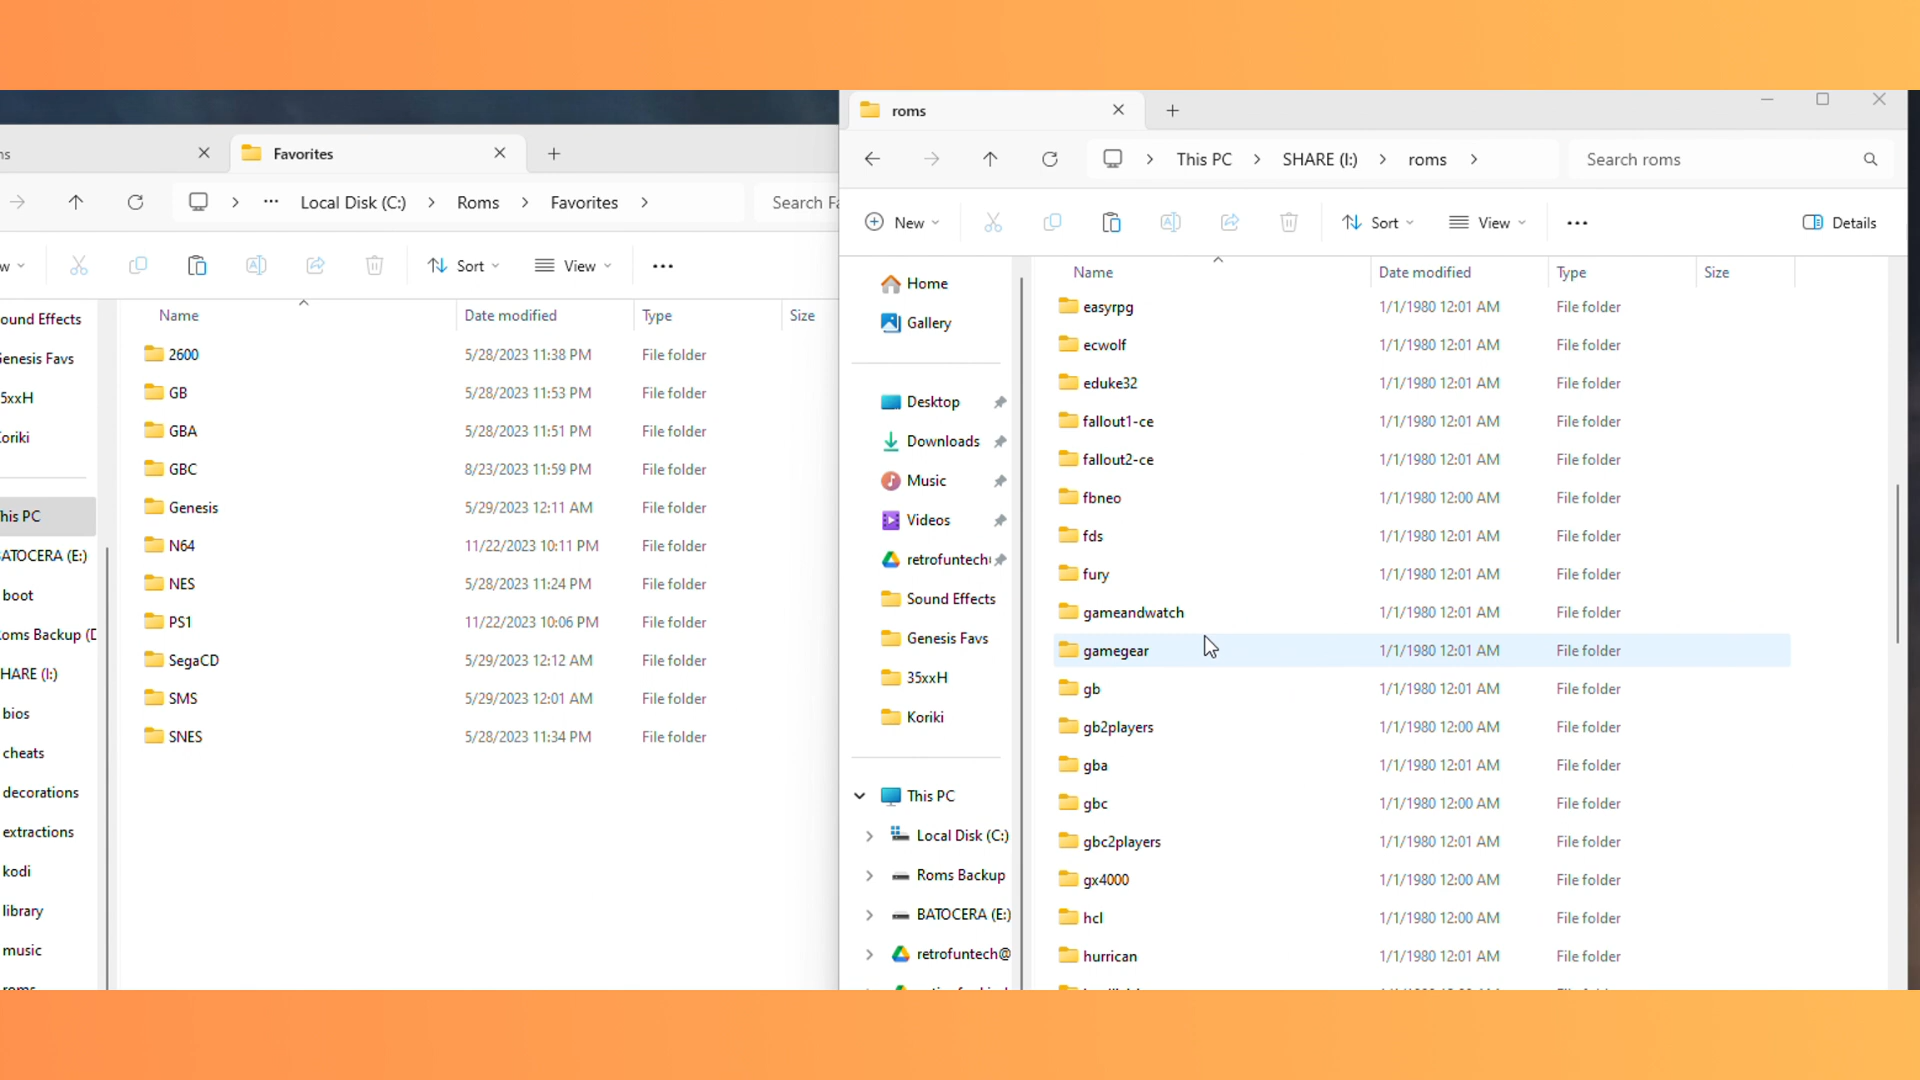 ns
Favorites
Local Disk (C:)
Roms
Favorites
Search Fa
w
Sort
View
ound Effects
Genesis Favs
5xxH
Koriki
This PC
BATOCERA (E:)
boot
Roms Backup (D
SHARE (I:)
bios
cheats
decorations
extractions
kodi
library
music
roms
Name Date modified Type Size
2600 5/28/2023 11:38 PM File folder
GB 5/28/2023 11:53 PM File folder
GBA 5/28/2023 11:51 PM File folder
GBC 8/23/2023 11:59 PM File folder
Genesis 5/29/2023 12:11 AM File folder
N64 11/22/2023 10:11 PM File folder
NES 5/28/2023 11:24 PM File folder
PS1 11/22/2023 10:06 PM File folder
SegaCD 5/29/2023 12:12 AM File folder
SMS 5/29/2023 12:01 AM File folder
SNES 5/28/2023 11:34 PM File folder
roms
This PC
SHARE (I:)
roms
Search roms
New
Sort
View
Details
Home
Gallery
Desktop
Downloads
Music
Videos
retrofuntech
Sound Effects
Genesis Favs
35xxH
Koriki
This PC
Local Disk (C:)
Roms Backup
BATOCERA (E:)
retrofuntech@
Name Date modified Type Size
easyrpg 1/1/1980 12:01 AM File folder
ecwolf 1/1/1980 12:01 AM File folder
eduke32 1/1/1980 12:01 AM File folder
fallout1-ce 1/1/1980 12:01 AM File folder
fallout2-ce 1/1/1980 12:01 AM File folder
fbneo 1/1/1980 12:00 AM File folder
fds 1/1/1980 12:01 AM File folder
fury 1/1/1980 12:01 AM File folder
gameandwatch 1/1/1980 12:01 AM File folder
gamegear 1/1/1980 12:01 AM File folder
gb 1/1/1980 12:01 AM File folder
gb2players 1/1/1980 12:00 AM File folder
gba 1/1/1980 12:01 AM File folder
gbc 1/1/1980 12:00 AM File folder
gbc2players 1/1/1980 12:01 AM File folder
gx4000 1/1/1980 12:00 AM File folder
hcl 1/1/1980 12:00 AM File folder
hurrican 1/1/1980 12:01 AM File folder